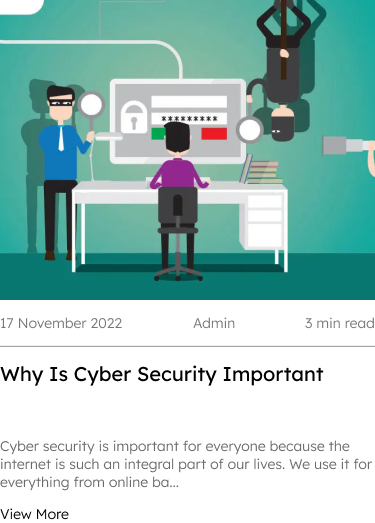 *********
17 November 2022 Admin 3 min read
Why Is Cyber Security Important
Cyber security is important for everyone because the
internet is such an integral part of our lives. We use it for
everything from online ba...
View More